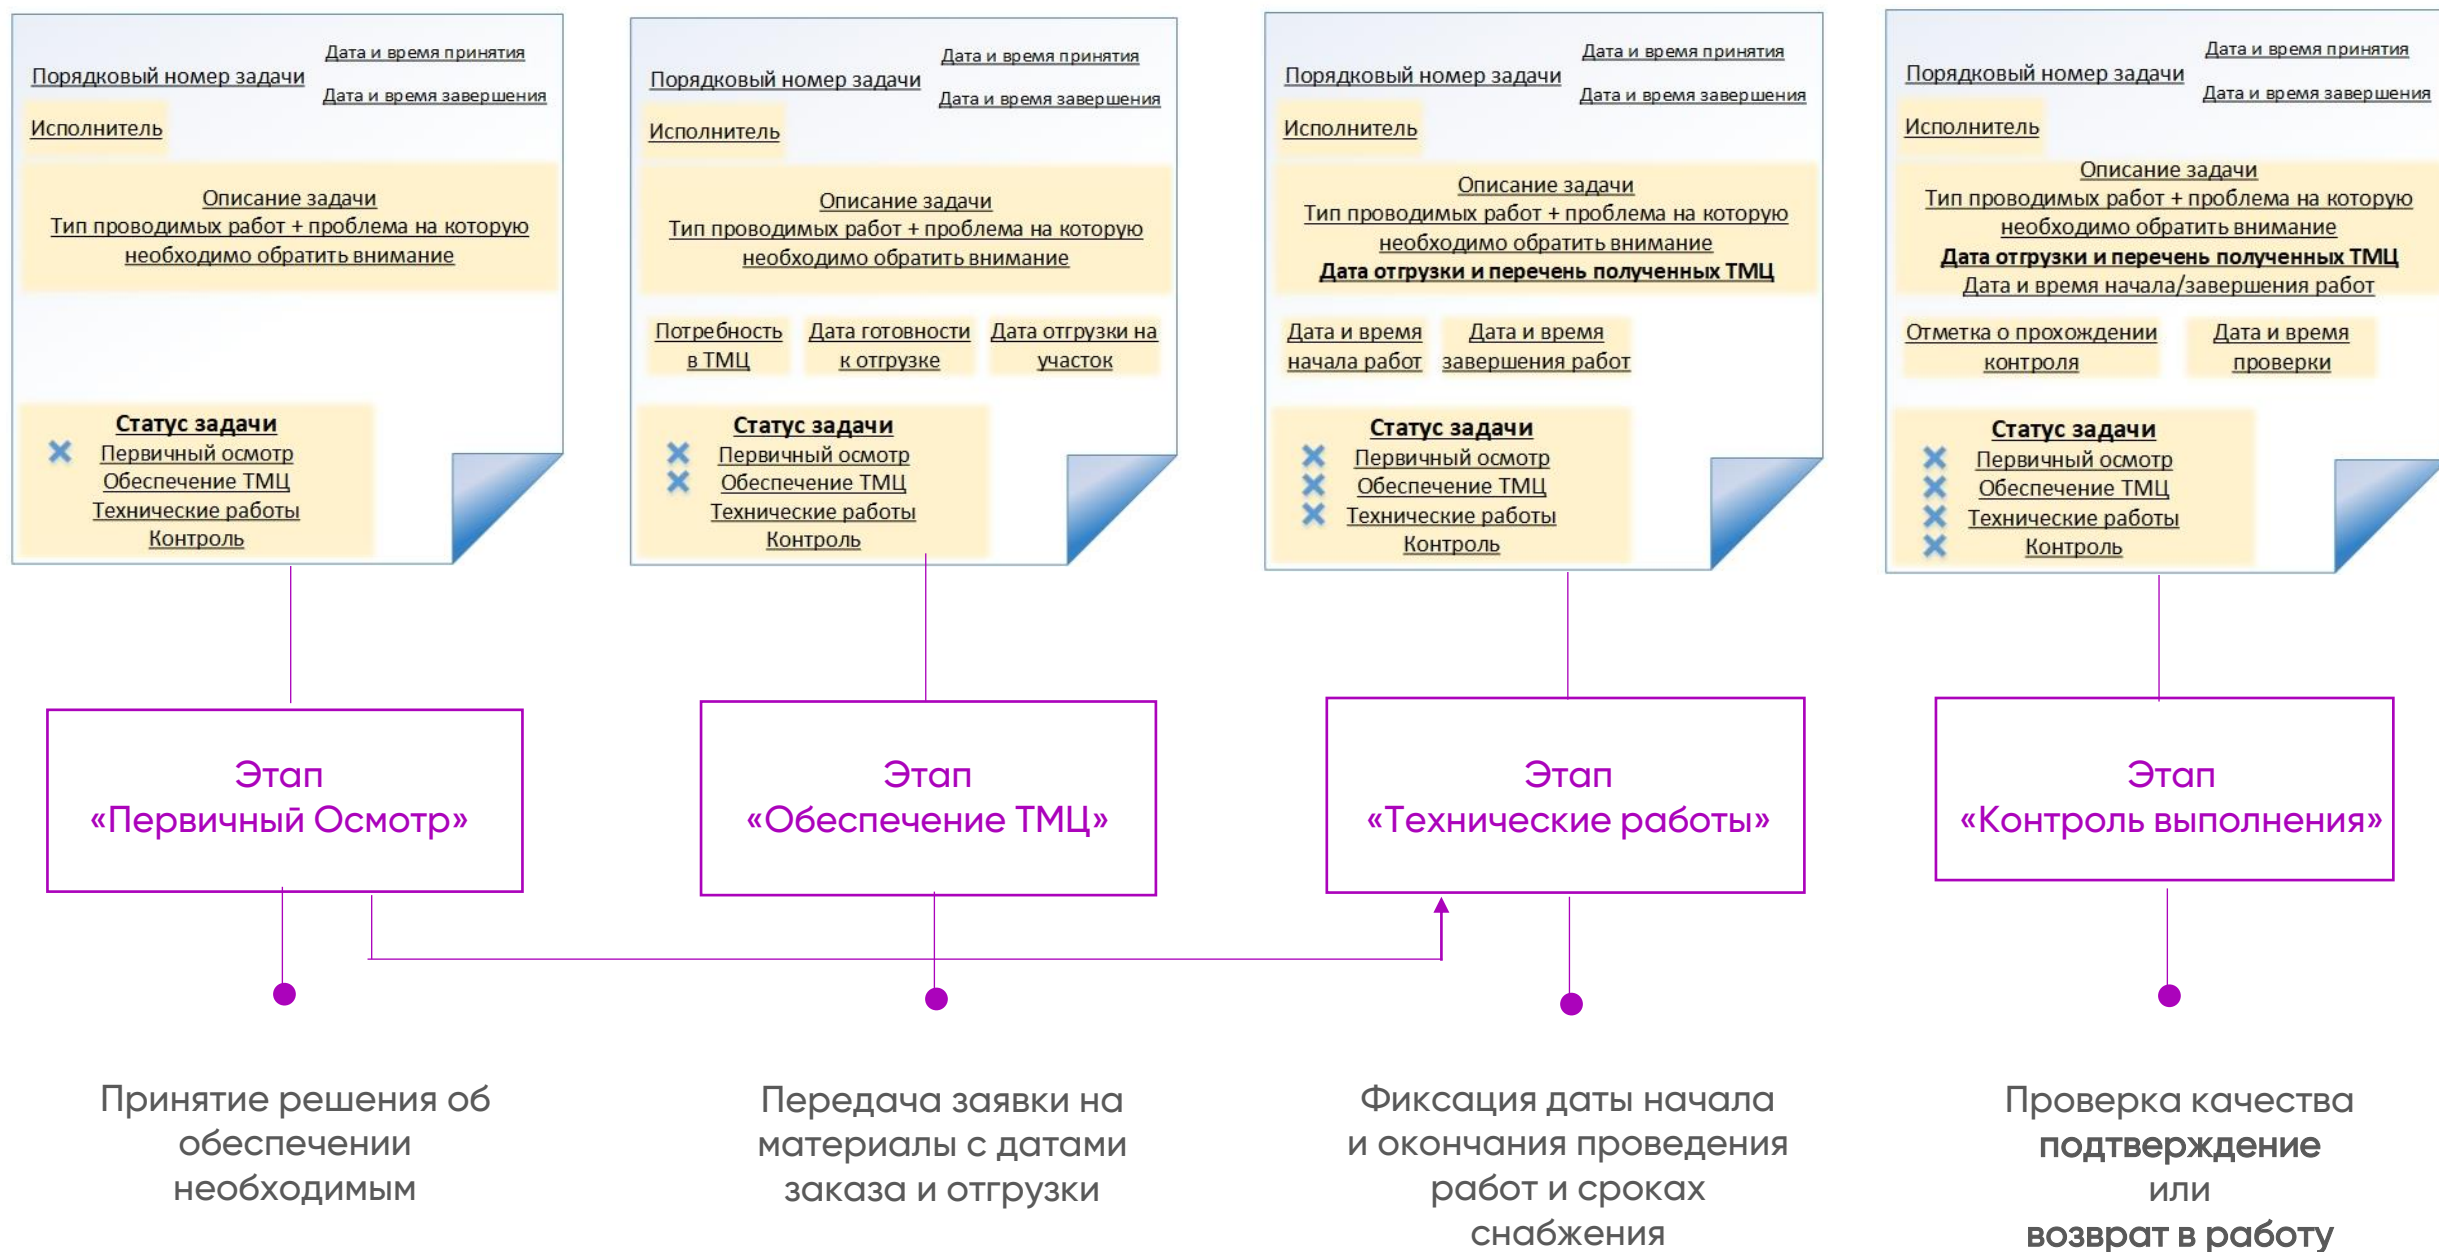 Порядковый номер задачи
Дата и время принятия
Дата и время завершения
Исполнитель
Описание задачи
Тип проводимых работ + проблема на которую
необходимо обратить внимание
Статус задачи
Первичный осмотр
Обеспечение ТМЦ
Технические работы
Контроль
Порядковый номер задачи
Дата и время принятия
Дата и время завершения
Исполнитель
Описание задачи
Тип проводимых работ + проблема на которую
необходимо обратить внимание
Потребность
в ТМЦ
Дата готовности
к отгрузке
Дата отгрузки на
участок
Статус задачи
Первичный осмотр
Обеспечение ТМЦ
Технические работы
Контроль
Порядковый номер задачи
Дата и время принятия
Дата и время завершения
Исполнитель
Описание задачи
Тип проводимых работ + проблема на которую
необходимо обратить внимание
Дата отгрузки и перечень полученных ТМЦ
Дата и время
начала работ
Дата и время
завершения работ
Статус задачи
Первичный осмотр
Обеспечение ТМЦ
Технические работы
Контроль
Порядковый номер задачи
Дата и время принятия
Дата и время завершения
Исполнитель
Описание задачи
Тип проводимых работ + проблема на которую
необходимо обратить внимание
Дата отгрузки и перечень полученных ТМЦ
Дата и время начала/завершения работ
Отметка о прохождении
контроля
Дата и время
проверки
Статус задачи
Первичный осмотр
Обеспечение ТМЦ
Технические работы
Контроль
Этап
«Первичный Осмотр»
Этап
«Обеспечение ТМЦ»
Этап
«Технические работы»
Этап
«Контроль выполнения»
Принятие решения об
обеспечении
необходимым
Передача заявки на
материалы с датами
заказа и отгрузки
Фиксация даты начала
и окончания проведения
работ и сроках
снабжения
Проверка качества
подтверждение
или
возврат в работу